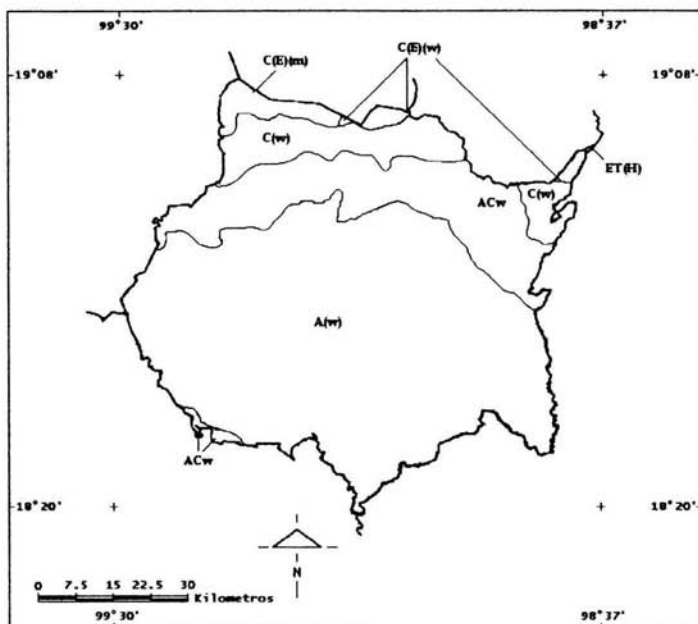 99°30'
98°37'
19°08'
C(E)(m)
C(E)(w)
19°08'
C(w)
ET(H)
ACw
C(w)
A(w)
ACw
18°20'
18°20'
N
0 7.5 15 22.5 30
Kilometros
99°30'
98°37'